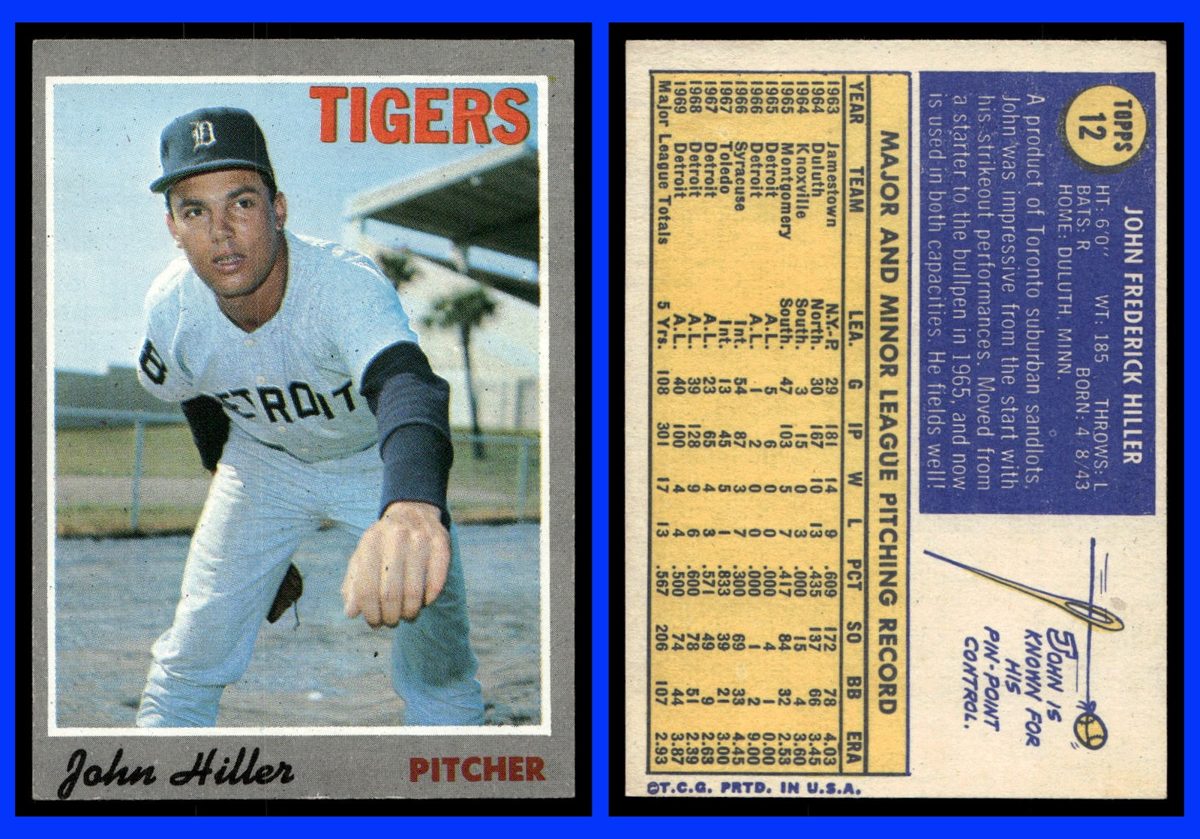 TIGERS
D
8
ETROIT
John Hiller
PITCHER
TOPPS
12
JOHN FREDERICK HILLER
HT: 6'0" WT: 185 THROWS: L
BATS: R BORN: 4/8/43
HOME: DULUTH, MINN.
A product of Toronto suburban sandlots,
John was impressive from the start with
his strikeout performances. Moved from
a starter to the bullpen in 1965, and now
is used in both capacities. He fields well!
JOHN IS
KNOWN FOR
HIS
PIN-POINT
CONTROL.
MAJOR AND MINOR LEAGUE PITCHING RECORD
YEAR TEAM LEA. G IP W L PCT SO BB ERA
1963 Jamestown N.Y.-P. 29 181 14 9 .609 172 78 4.03
1964 Duluth North. 30 167 10 13 .435 137 66 3.45
1964 Knoxville South. 3 15 0 3 .000 15 4 3.60
1965 Montgomery South. 47 103 5 7 .417 84 32 2.53
1965 Detroit A.L. 5 6 0 0 .000 4 1 0.00
1966 Detroit A.L. 1 2 0 0 .000 1 2 9.00
1966 Syracuse Int. 54 87 3 7 .300 69 33 4.45
1967 Toledo Int. 13 45 5 1 .833 39 21 3.00
1967 Detroit A.L. 23 65 4 3 .571 49 9 2.63
1968 Detroit A.L. 39 128 9 6 .600 78 51 2.39
1969 Detroit A.L. 40 100 4 4 .500 74 44 3.87
Major League Totals 5 Yrs. 108 301 17 13 .567 206 107 2.93
©T.C.G. PRTD. IN U.S.A.